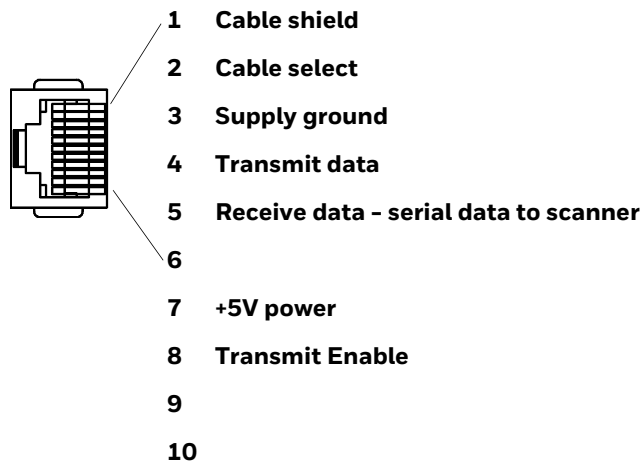 1 Cable shield
2 Cable select
3 Supply ground
4 Transmit data
5 Receive data - serial data to scanner
6
7 +5V power
8 Transmit Enable
9
10